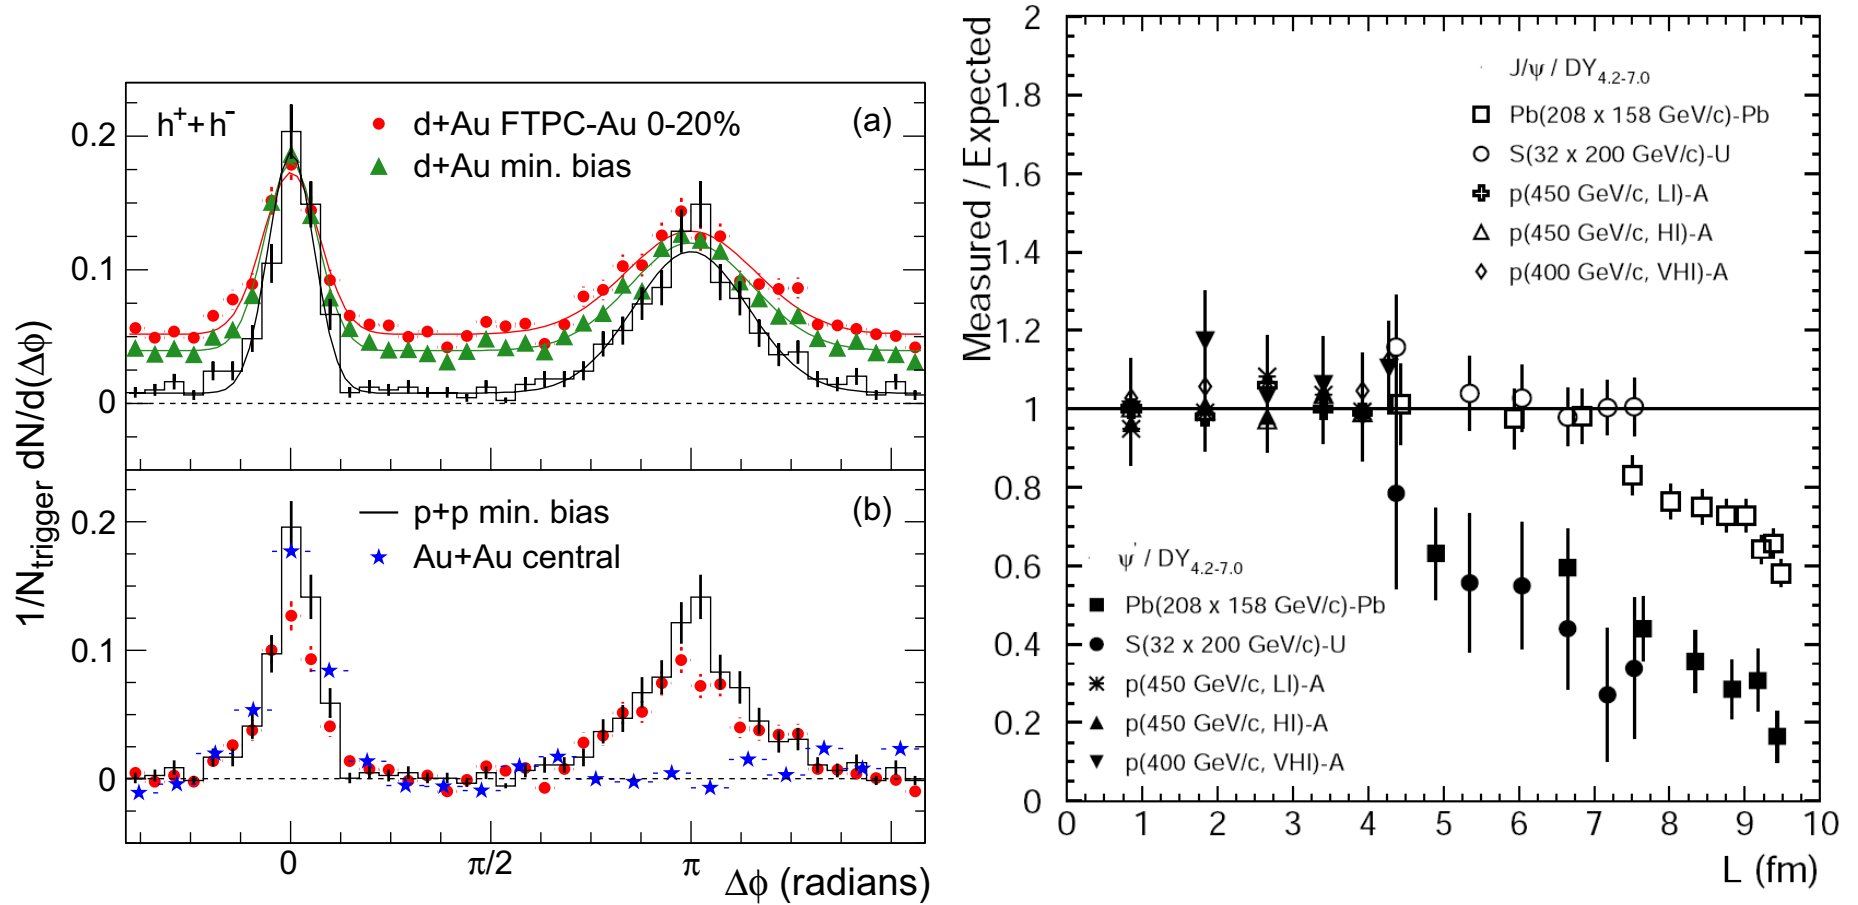 h⁺+h⁻
d+Au FTPC-Au 0-20%
d+Au min. bias
(a)
0.2
0.1
0
1/N_trigger dN/d(Δϕ)
p+p min. bias
Au+Au central
(b)
0.2
0.1
0
0 π/2 π
Δϕ (radians)
Measured / Expected
2
1.8
1.6
1.4
1.2
1
0.8
0.6
0.4
0.2
0
J/ψ / DY4.2-7.0
Pb(208 x 158 GeV/c)-Pb
S(32 x 200 GeV/c)-U
p(450 GeV/c, LI)-A
p(450 GeV/c, HI)-A
p(400 GeV/c, VHI)-A
ψ' / DY4.2-7.0
Pb(208 x 158 GeV/c)-Pb
S(32 x 200 GeV/c)-U
p(450 GeV/c, LI)-A
p(450 GeV/c, HI)-A
p(400 GeV/c, VHI)-A
0 1 2 3 4 5 6 7 8 9 10
L (fm)